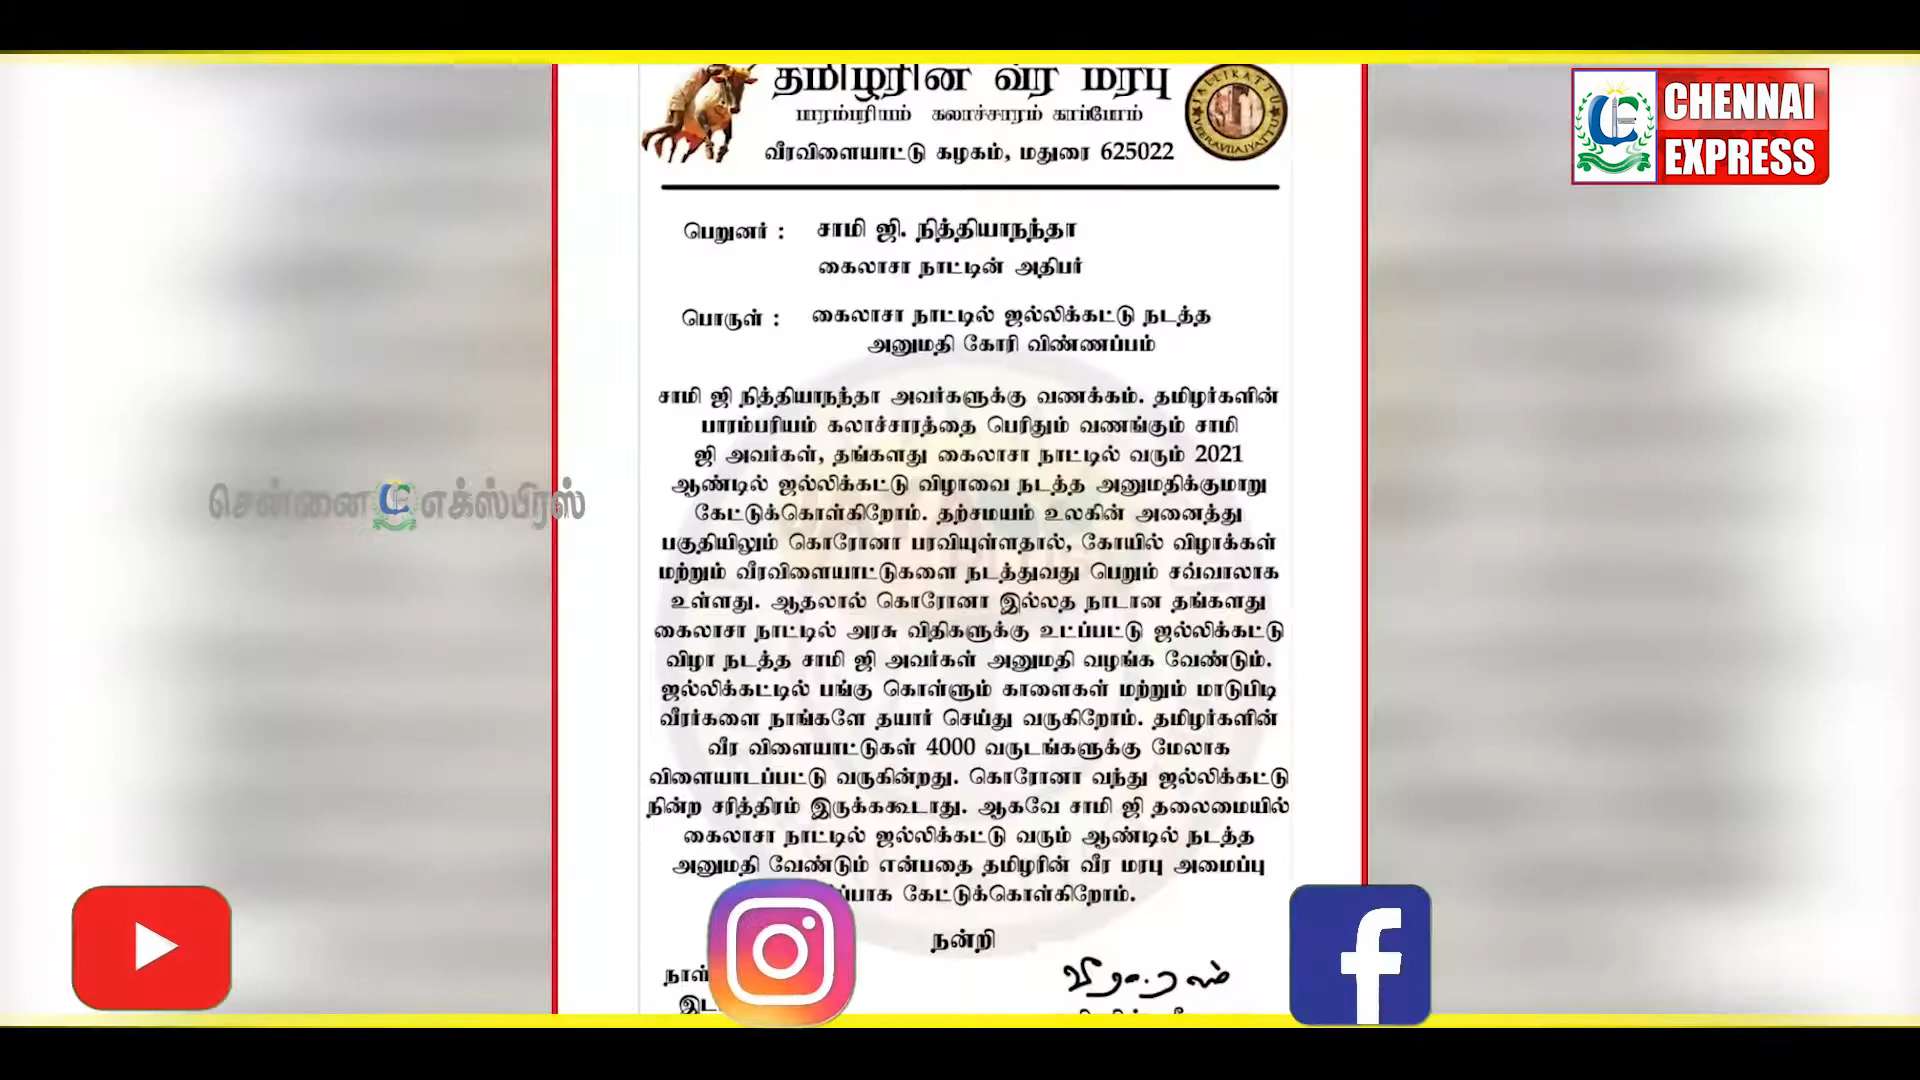 தமிழரின் வீர மரபு
பாரம்பரியம் கலாச்சாரம் காப்போம்
வீரவிளையாட்டு கழகம், மதுரை 625022
JALLIKATTU
VEERAVILAIYATTU
CHENNAI
EXPRESS
பெறுனர் : சாமி ஜி. நித்தியாநந்தா
கைலாசா நாட்டின் அதிபர்
பொருள் : கைலாசா நாட்டில் ஜல்லிக்கட்டு நடத்த
அனுமதி கோரி விண்ணப்பம்
சாமி ஜி நித்தியாநந்தா அவர்களுக்கு வணக்கம். தமிழர்களின்
பாரம்பரியம் கலாச்சாரத்தை பெரிதும் வணங்கும் சாமி
ஜி அவர்கள், தங்களது கைலாசா நாட்டில் வரும் 2021
ஆண்டில் ஜல்லிக்கட்டு விழாவை நடத்த அனுமதிக்குமாறு
கேட்டுக்கொள்கிறோம். தற்சமயம் உலகின் அனைத்து
பகுதியிலும் கொரோனா பரவியுள்ளதால், கோயில் விழாக்கள்
மற்றும் வீரவிளையாட்டுகளை நடத்துவது பெறும் சவ்வாலாக
உள்ளது. ஆதலால் கொரோனா இல்லத நாடான தங்களது
கைலாசா நாட்டில் அரசு விதிகளுக்கு உட்ப்பட்டு ஜல்லிக்கட்டு
விழா நடத்த சாமி ஜி அவர்கள் அனுமதி வழங்க வேண்டும்.
ஜல்லிக்கட்டில் பங்கு கொள்ளும் காளைகள் மற்றும் மாடுபிடி
வீரர்களை நாங்களே தயார் செய்து வருகிறோம். தமிழர்களின்
வீர விளையாட்டுகள் 4000 வருடங்களுக்கு மேலாக
விளையாடப்பட்டு வருகின்றது. கொரோனா வந்து ஜல்லிக்கட்டு
நின்ற சரித்திரம் இருக்ககூடாது. ஆகவே சாமி ஜி தலைமையில்
கைலாசா நாட்டில் ஜல்லிக்கட்டு வரும் ஆண்டில் நடத்த
அனுமதி வேண்டும் என்பதை தமிழரின் வீர மரபு அமைப்பு
ப்பாக கேட்டுக்கொள்கிறோம்.
நன்றி
நாள்
இட
சென்னை எக்ஸ்பிரஸ்